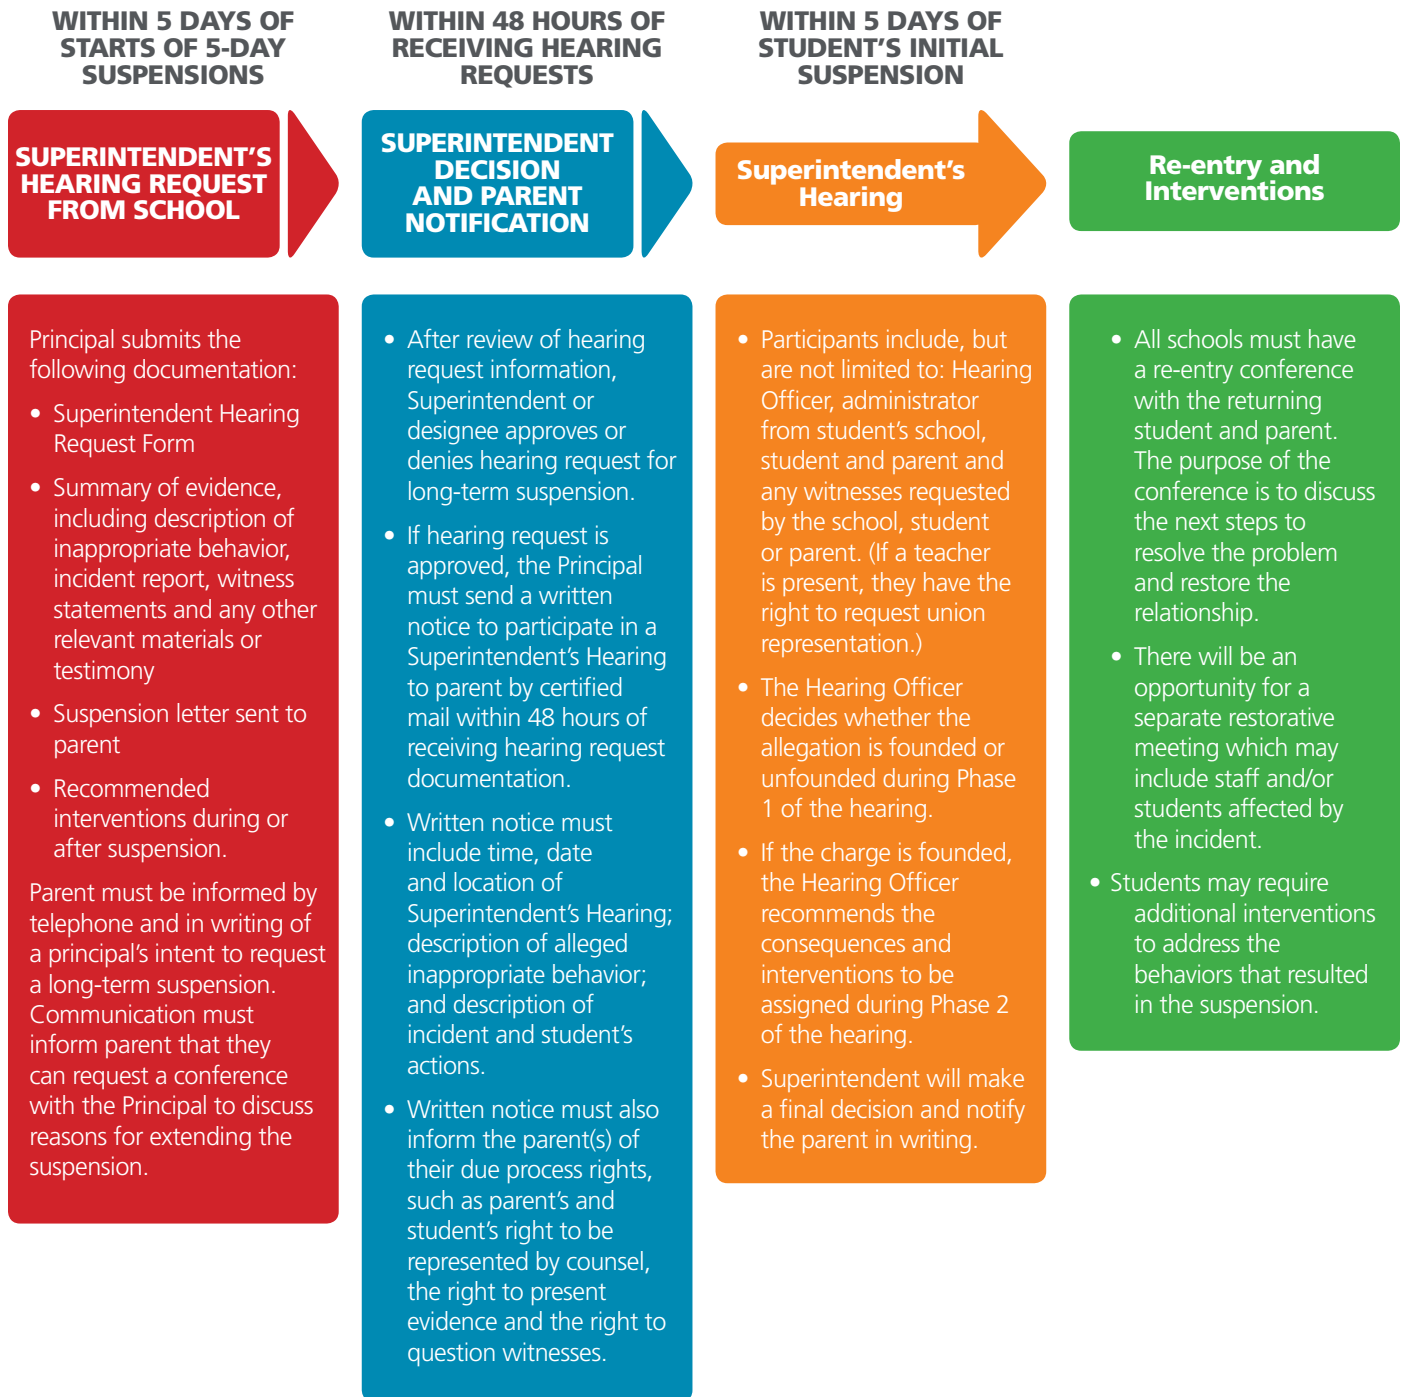 WITHIN 5 DAYS OF
STARTS OF 5-DAY
SUSPENSIONS
SUPERINTENDENT'S
HEARING REQUEST
FROM SCHOOL
Principal submits the
following documentation:
• Superintendent Hearing
Request Form
• Summary of evidence,
including description of
inappropriate behavior,
incident report, witness
statements and any other
relevant materials or
testimony
• Suspension letter sent to
parent
• Recommended
interventions during or
after suspension.
Parent must be informed by
telephone and in writing of
a principal's intent to request
a long-term suspension.
Communication must
inform parent that they
can request a conference
with the Principal to discuss
reasons for extending the
suspension.
WITHIN 48 HOURS OF
RECEIVING HEARING
REQUESTS
SUPERINTENDENT
DECISION
AND PARENT
NOTIFICATION
• After review of hearing
request information,
Superintendent or
designee approves or
denies hearing request for
long-term suspension.
• If hearing request is
approved, the Principal
must send a written
notice to participate in a
Superintendent's Hearing
to parent by certified
mail within 48 hours of
receiving hearing request
documentation.
• Written notice must
include time, date
and location of
Superintendent's Hearing;
description of alleged
inappropriate behavior;
and description of
incident and student's
actions.
• Written notice must also
inform the parent(s) of
their due process rights,
such as parent's and
student's right to be
represented by counsel,
the right to present
evidence and the right to
question witnesses.
WITHIN 5 DAYS OF
STUDENT'S INITIAL
SUSPENSION
Superintendent's
Hearing
• Participants include, but
are not limited to: Hearing
Officer, administrator
from student's school,
student and parent and
any witnesses requested
by the school, student
or parent. (If a teacher
is present, they have the
right to request union
representation.)
• The Hearing Officer
decides whether the
allegation is founded or
unfounded during Phase
1 of the hearing.
• If the charge is founded,
the Hearing Officer
recommends the
consequences and
interventions to be
assigned during Phase 2
of the hearing.
• Superintendent will make
a final decision and notify
the parent in writing.
Re-entry and
Interventions
• All schools must have
a re-entry conference
with the returning
student and parent.
The purpose of the
conference is to discuss
the next steps to
resolve the problem
and restore the
relationship.
• There will be an
opportunity for a
separate restorative
meeting which may
include staff and/or
students affected by
the incident.
• Students may require
additional interventions
to address the
behaviors that resulted
in the suspension.